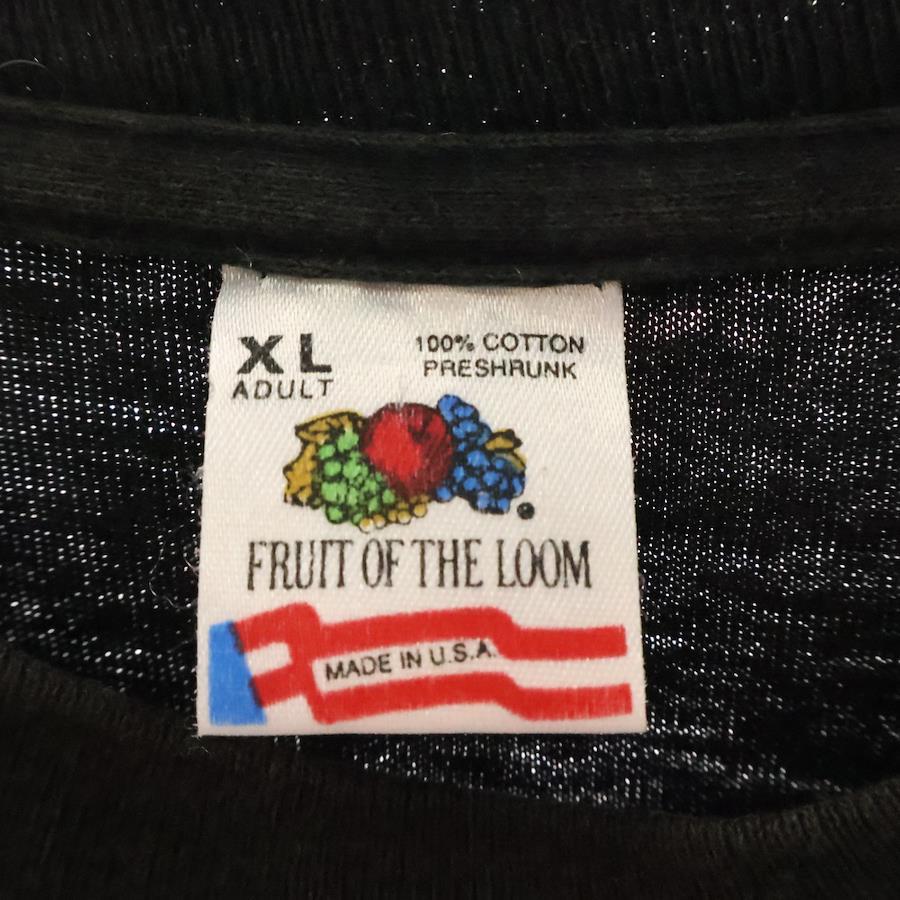 XL
ADULT
100% COTTON
PRESHRUNK
FRUIT OF THE LOOM
MADE IN U.S.A.